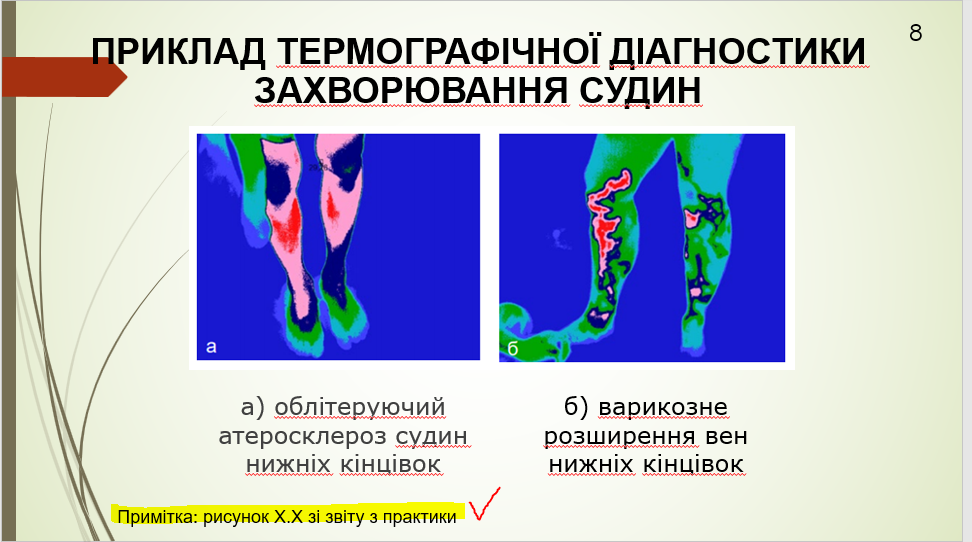 8
ПРИКЛАД ТЕРМОГРАФІЧНОЇ ДІАГНОСТИКИ
ЗАХВОРЮВАННЯ СУДИН
а
б
а) облітеруючий
атеросклероз судин
нижніх кінцівок
б) варикозне
розширення вен
нижніх кінцівок
Примітка: рисунок Х.Х зі звіту з практики